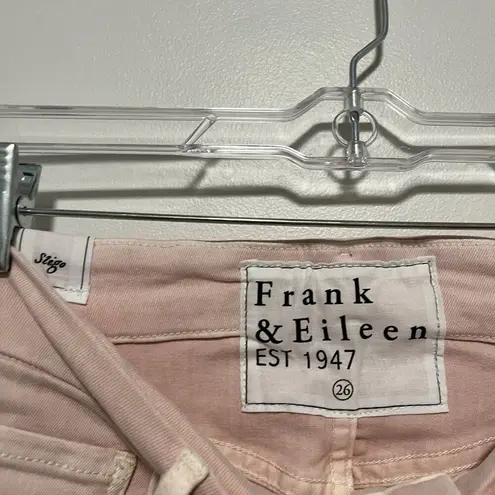 Sligo
Frank
& Eileen
EST 1947
26